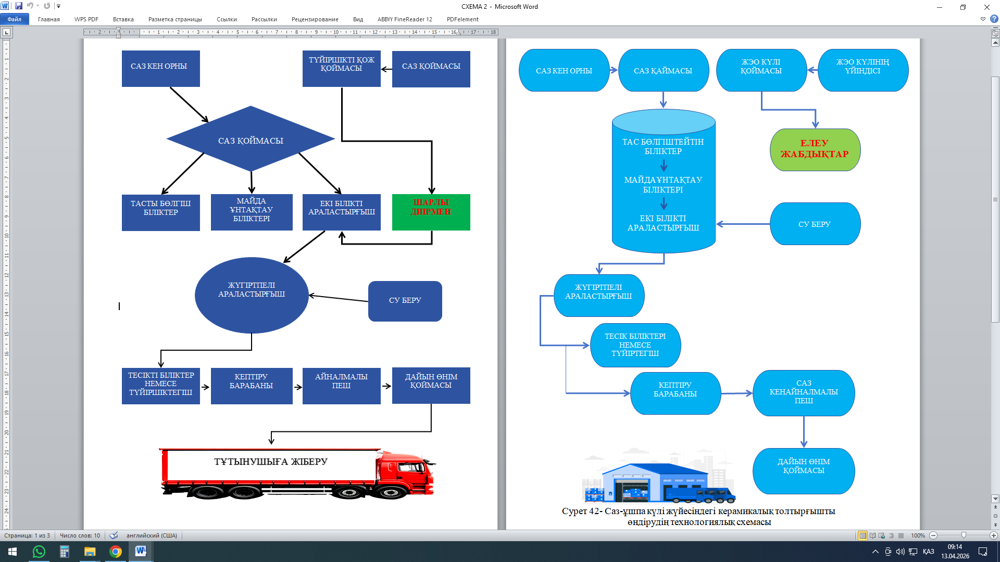 СХЕМА 2 - Microsoft Word
Файл
Главная
WPS PDF
Вставка
Разметка страницы
Ссылки
Рассылки
Рецензирование
Вид
ABBYY FineReader 12
PDFelement
САЗ КЕН ОРНЫ
ТҮЙІРШІКТІ ҚОЖ
ҚОЙМАСЫ
САЗ ҚОЙМАСЫ
САЗ ҚОЙМАСЫ
ТАСТЫ БӨЛГІШ
БІЛІКТЕР
МАЙДА
ҰНТАҚТАУ
БІЛІКТЕРІ
ЕКІ БІЛІКТІ
АРАЛАСТЫРҒЫШ
ШАРЛЫ
ДИІРМЕН
ЖҮГІРТПЕЛІ
АРАЛАСТЫРҒЫШ
СУ БЕРУ
ТЕСІКТІ БІЛІКТЕР
НЕМЕСЕ
ТҮЙІРШІКТЕГІШ
КЕПТІРУ
БАРАБАНЫ
АЙНАЛМАЛЫ
ПЕШ
ДАЙЫН ӨНІМ
ҚОЙМАСЫ
ТҰТЫНУШЫҒА ЖІБЕРУ
САЗ КЕН ОРНЫ
САЗ ҚАЙМАСЫ
ЖЭО КҮЛІ
ҚОЙМАСЫ
ЖЭО КҮЛІНІҢ
ҮЙІНДІСІ
ТАС БӨЛГІШТЕЙТІН
БІЛІКТЕР
МАЙДАҰНТАҚТАУ
БІЛІКТЕРІ
ЕКІ БІЛІКТІ
АРАЛАСТЫРҒЫШ
ЕЛЕУ
ЖАБДЫҚТАР
СУ БЕРУ
ЖҮГІРТПЕЛІ
АРАЛАСТЫРҒЫШ
ТЕСІК БІЛІКТЕРІ
НЕМЕСЕ
ТҮЙІРТЕГІШ
КЕПТІРУ
БАРАБАНЫ
САЗ
КЕНАЙНАЛМАЛЫ
ПЕШ
ДАЙЫН ӨНІМ
ҚОЙМАСЫ
Сурет 42- Саз-ұшпа күлі жүйесіндегі керамикалық толтырғышты
өндірудің технологиялық схемасы
Страница: 1 из 3
Число слов: 10
английский (США)
100%
ҚАЗ
09:14
13.04.2026